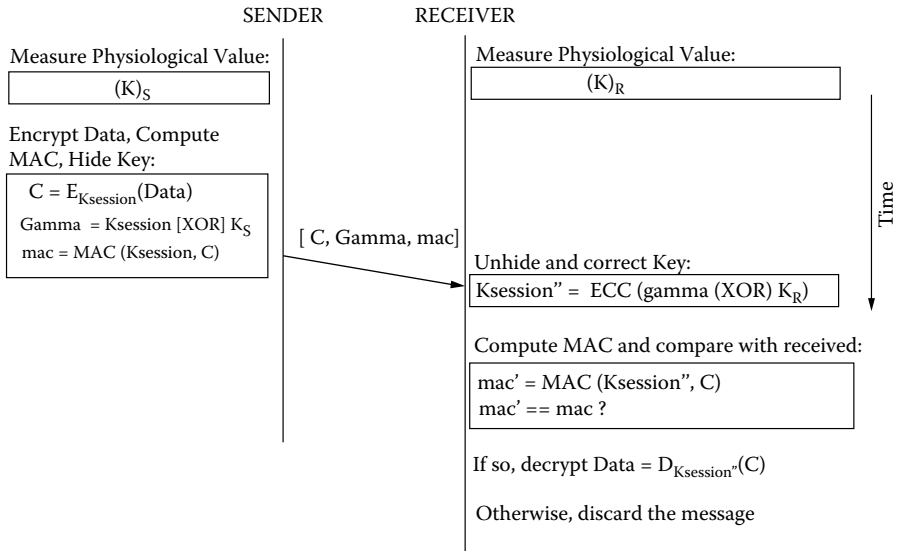 SENDER
RECEIVER
Measure Physiological Value:
(K)S
Encrypt Data, Compute
MAC, Hide Key:
C = EKsession(Data)
Gamma = Ksession [XOR] KS
mac = MAC (Ksession, C)
[ C, Gamma, mac]
Measure Physiological Value:
(K)R
Time
Unhide and correct Key:
Ksession” = ECC (gamma (XOR) KR)
Compute MAC and compare with received:
mac’ = MAC (Ksession”, C)
mac’ == mac ?
If so, decrypt Data = DKsession”(C)
Otherwise, discard the message